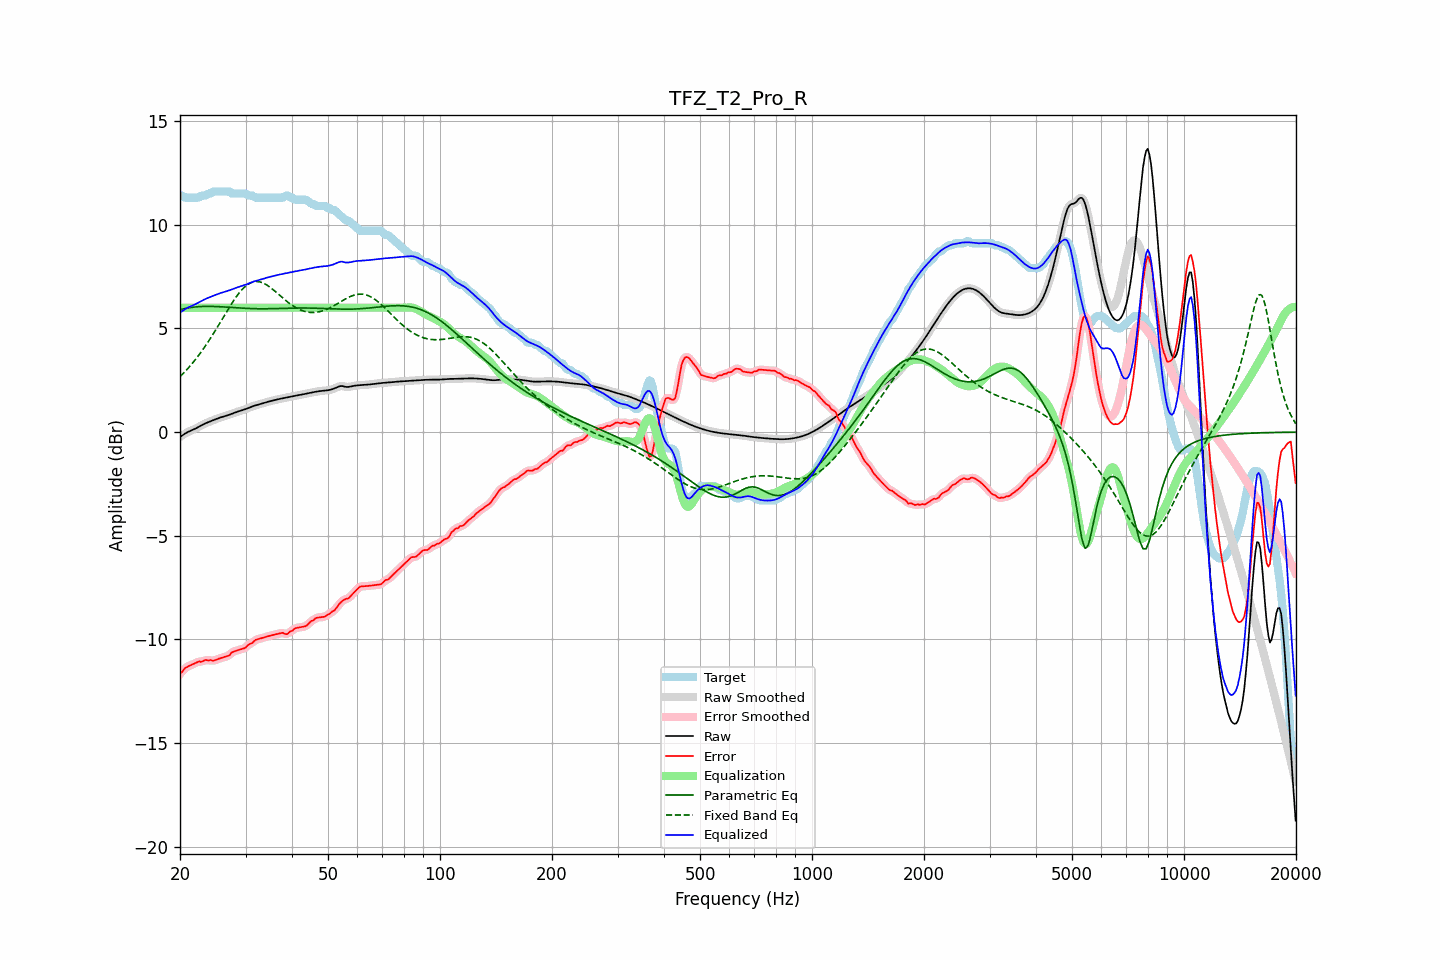 TFZ_T2_Pro_R
15
10
5
0
−5
−10
−15
−20
Amplitude (dBr)
Target
Raw Smoothed
Error Smoothed
Raw
Error
Equalization
Parametric Eq
Fixed Band Eq
Equalized
20
50
100
200
500
1000
2000
5000
10000
20000
Frequency (Hz)